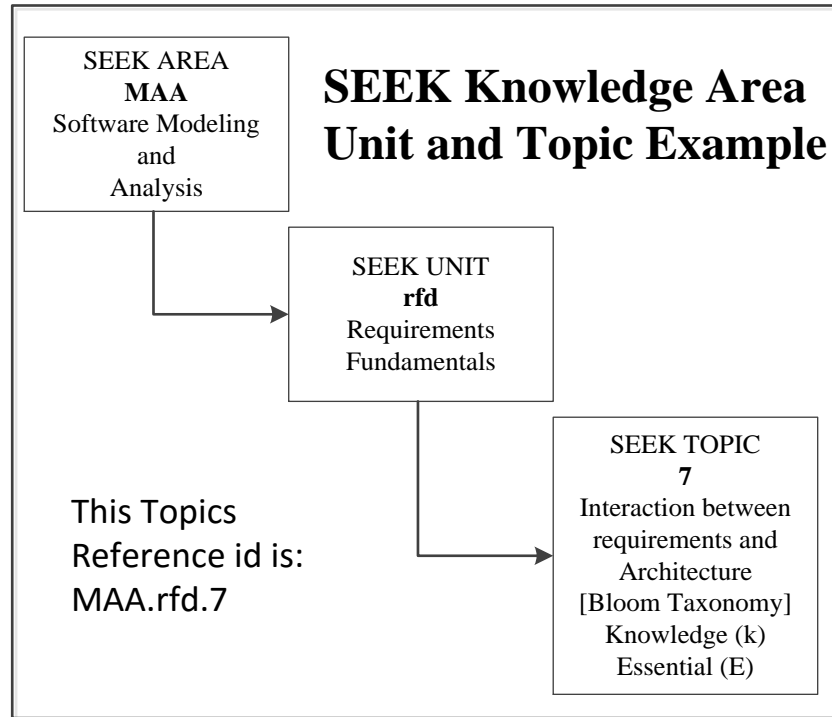 SEEK AREA
MAA
Software Modeling
and
Analysis
SEEK Knowledge Area
Unit and Topic Example
SEEK UNIT
rfd
Requirements
Fundamentals
SEEK TOPIC
7
Interaction between
requirements and
Architecture
[Bloom Taxonomy]
Knowledge (k)
Essential (E)
This Topics
Reference id is:
MAA.rfd.7